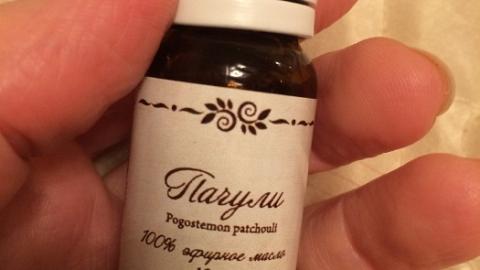 Пачули
Pogostemon patchouli
100% эфирное масло